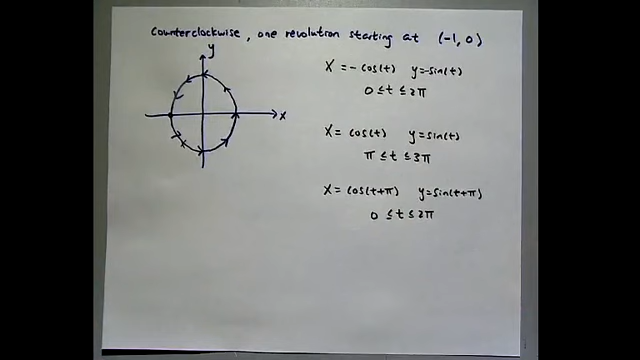 Counterclockwise, one revolution starting at (-1, 0)
y
x
X = -cos(t) y=-sin(t)
0 ≤ t ≤ 2π
X = cos(t) y=sin(t)
π ≤ t ≤ 3π
X = cos(t+π) y=sin(t+π)
0 ≤ t ≤ 2π